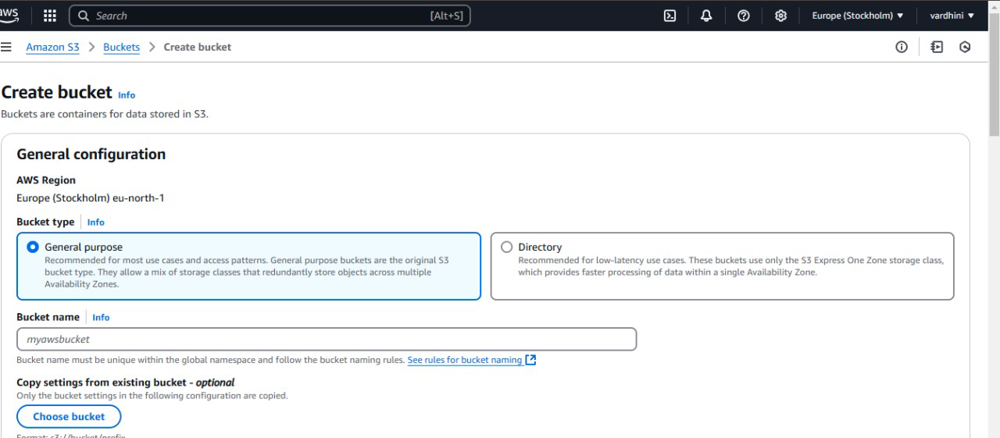 aws
Search [Alt+S] Europe (Stockholm) vardhini
Amazon S3 Buckets Create bucket
Create bucket Info
Buckets are containers for data stored in S3.
General configuration
AWS Region
Europe (Stockholm) eu-north-1
Bucket type Info
General purpose
Recommended for most use cases and access patterns. General purpose buckets are the original S3
bucket type. They allow a mix of storage classes that redundantly store objects across multiple
Availability Zones.
Directory
Recommended for low-latency use cases. These buckets use only the S3 Express One Zone storage class,
which provides faster processing of data within a single Availability Zone.
Bucket name Info
myawsbucket
Bucket name must be unique within the global namespace and follow the bucket naming rules. See rules for bucket naming
Copy settings from existing bucket - optional
Only the bucket settings in the following configuration are copied.
Choose bucket
Format: s3://bucket/prefix